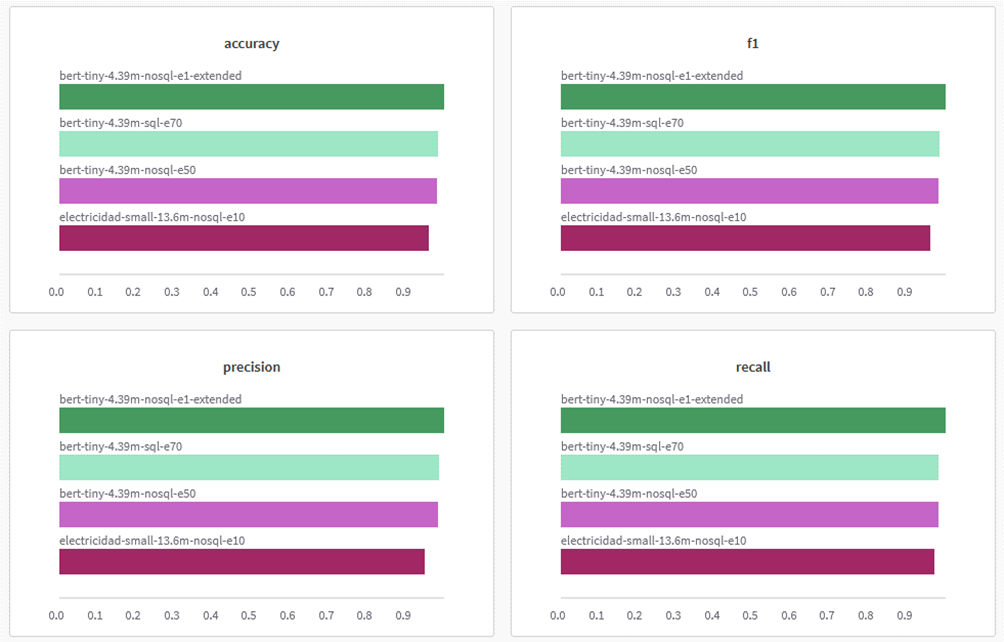 accuracy
bert-tiny-4.39m-nosql-e1-extended
bert-tiny-4.39m-sql-e70
bert-tiny-4.39m-nosql-e50
electricidad-small-13.6m-nosql-e10
0.0 0.1 0.2 0.3 0.4 0.5 0.6 0.7 0.8 0.9
f1
bert-tiny-4.39m-nosql-e1-extended
bert-tiny-4.39m-sql-e70
bert-tiny-4.39m-nosql-e50
electricidad-small-13.6m-nosql-e10
0.0 0.1 0.2 0.3 0.4 0.5 0.6 0.7 0.8 0.9
precision
bert-tiny-4.39m-nosql-e1-extended
bert-tiny-4.39m-sql-e70
bert-tiny-4.39m-nosql-e50
electricidad-small-13.6m-nosql-e10
0.0 0.1 0.2 0.3 0.4 0.5 0.6 0.7 0.8 0.9
recall
bert-tiny-4.39m-nosql-e1-extended
bert-tiny-4.39m-sql-e70
bert-tiny-4.39m-nosql-e50
electricidad-small-13.6m-nosql-e10
0.0 0.1 0.2 0.3 0.4 0.5 0.6 0.7 0.8 0.9